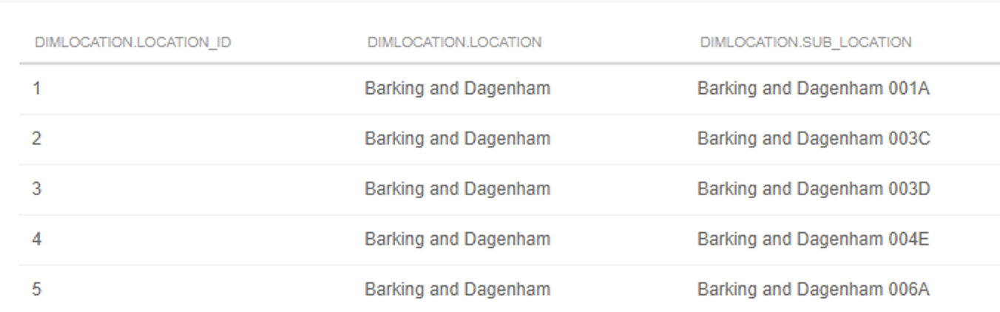 DIMLOCATION.LOCATION_ID DIMLOCATION.LOCATION DIMLOCATION.SUB_LOCATION
1 Barking and Dagenham Barking and Dagenham 001A
2 Barking and Dagenham Barking and Dagenham 003C
3 Barking and Dagenham Barking and Dagenham 003D
4 Barking and Dagenham Barking and Dagenham 004E
5 Barking and Dagenham Barking and Dagenham 006A